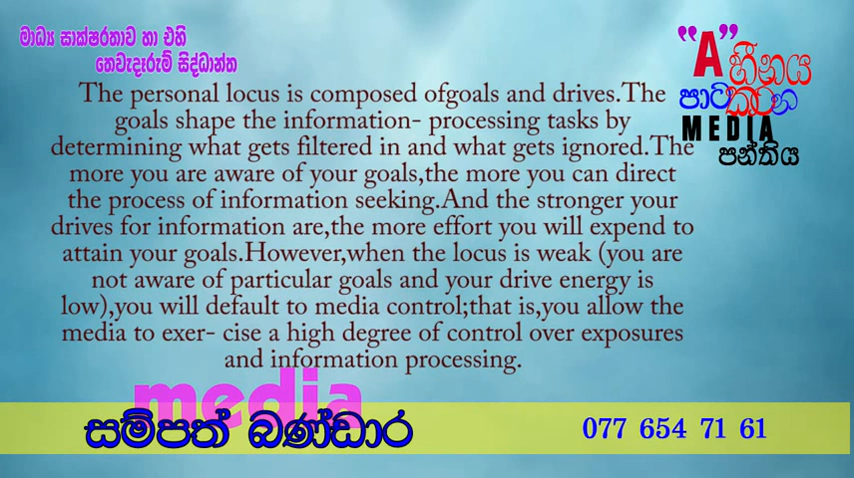 මාධ්‍ය සාක්ෂරතාව හා එහි
තෙවැදෑරුම් සිද්ධාන්ත
"A" හීනය
පාට කරන
MEDIA
පන්තිය
The personal locus is composed ofgoals and drives.The
goals shape the information- processing tasks by
determining what gets filtered in and what gets ignored.The
more you are aware of your goals,the more you can direct
the process of information seeking.And the stronger your
drives for information are,the more effort you will expend to
attain your goals.However,when the locus is weak (you are
not aware of particular goals and your drive energy is
low),you will default to media control;that is,you allow the
media to exer- cise a high degree of control over exposures
and information processing.
media
සම්පත් බණ්ඩාර
077 654 71 61